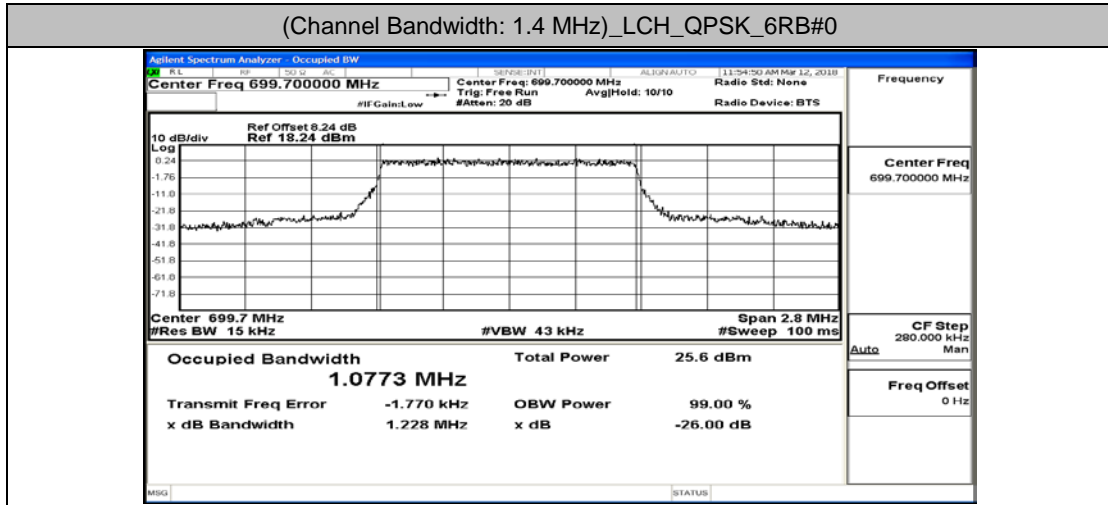 (Channel Bandwidth: 1.4 MHz)_LCH_QPSK_6RB#0
Agilent Spectrum Analyzer - Occupied BW
RL RF 50 Ω AC SENSE:INT ALIGN AUTO 11:54:50 AM Mar 12, 2018
Center Freq 699.700000 MHz
Center Freq: 699.700000 MHz
Radio Std: None
Trig: Free Run Avg|Hold: 10/10
#IFGain:Low #Atten: 20 dB Radio Device: BTS
Ref Offset 8.24 dB
10 dB/div Ref 18.24 dBm
Log
0.24
-1.76
-11.8
-21.8
-31.8
-41.8
-51.8
-61.8
-71.8
Center 699.7 MHz Span 2.8 MHz
#Res BW 15 kHz #VBW 43 kHz #Sweep 100 ms
Occupied Bandwidth Total Power 25.6 dBm
1.0773 MHz
Transmit Freq Error -1.770 kHz OBW Power 99.00 %
x dB Bandwidth 1.228 MHz x dB -26.00 dB
MSG STATUS
Frequency
Center Freq
699.700000 MHz
CF Step
280.000 kHz
Auto Man
Freq Offset
0 Hz